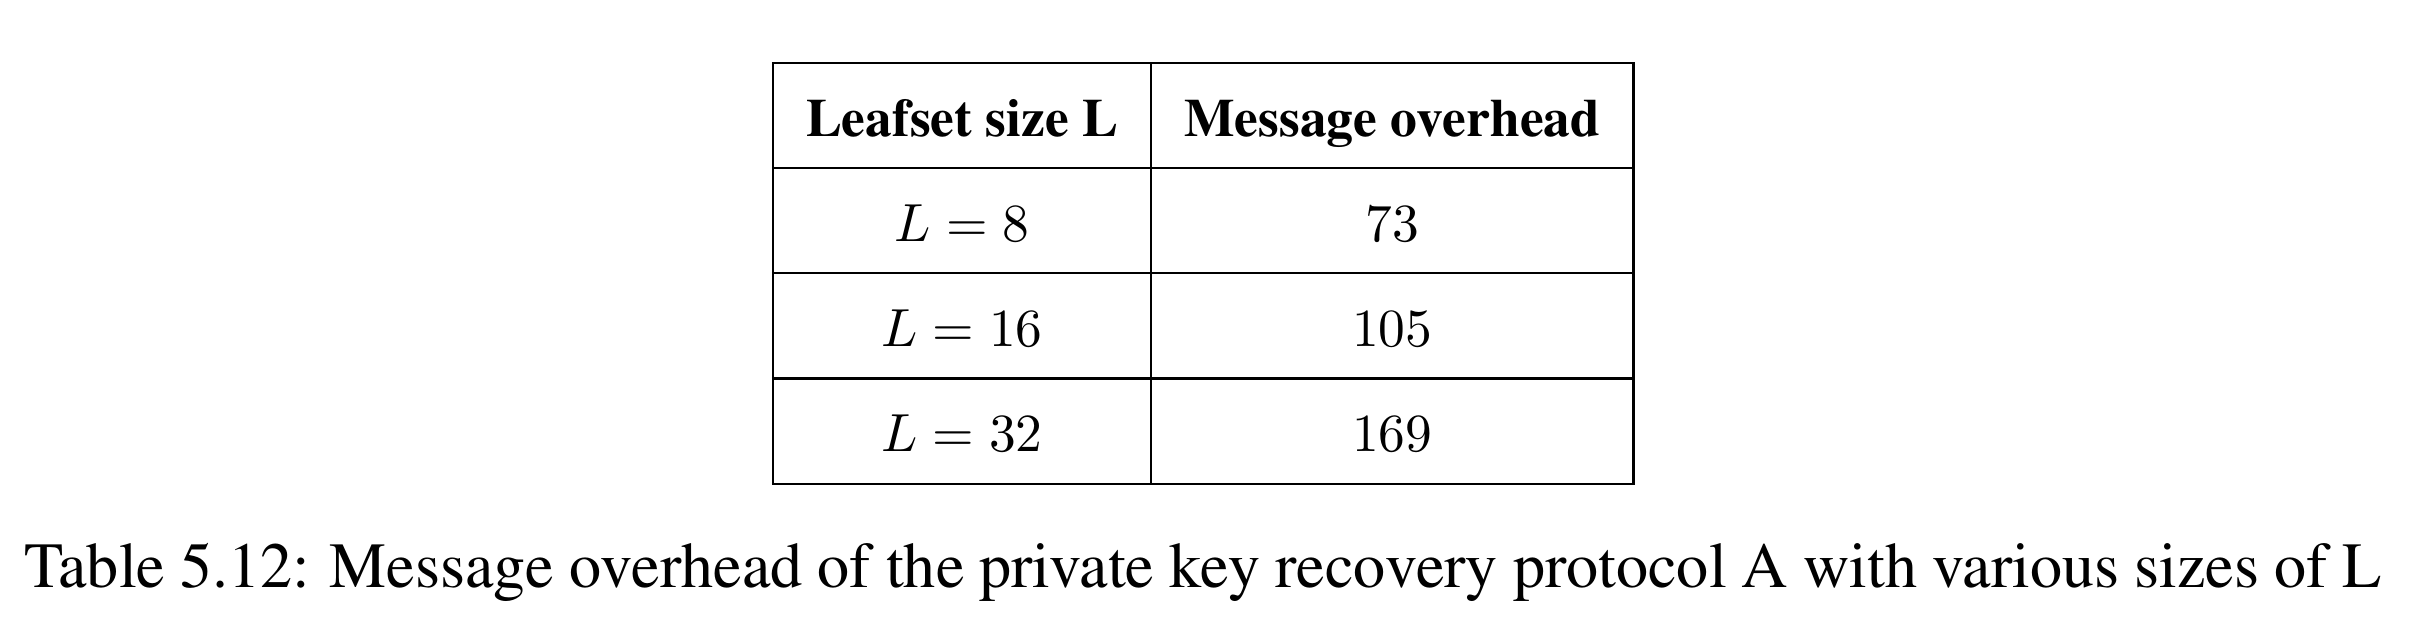 Leafset size L Message overhead
L = 8 73
L = 16 105
L = 32 169
Table 5.12: Message overhead of the private key recovery protocol A with various sizes of L